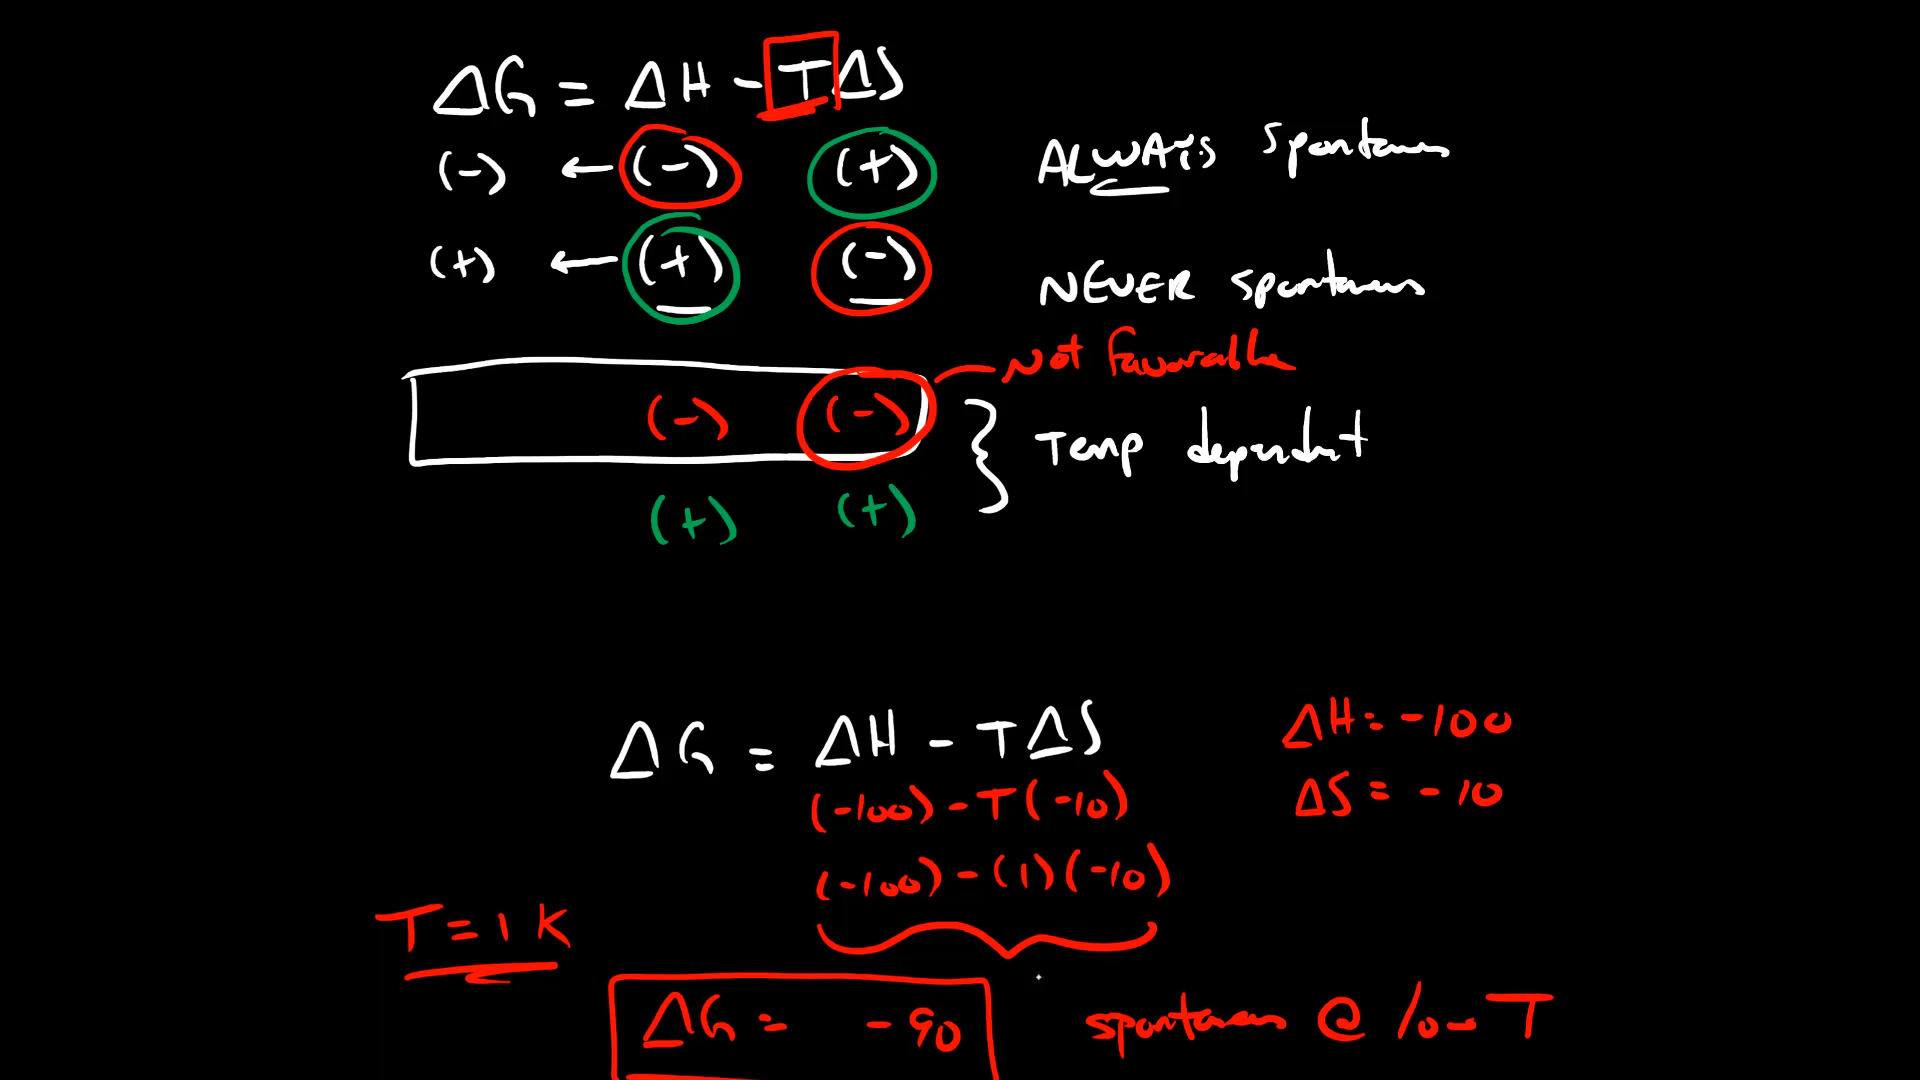 ΔG = ΔH - TΔS
(-) ← (-) (+) ALWAYS spontaneous
(+) ← (+) (-) NEVER spontaneous
Not favorable
(-) (-)
Temp dependent
(+) (+)
ΔG = ΔH - TΔS
ΔH = -100
(-100) - T(-10)
ΔS = -10
(-100) - (1)(-10)
T = 1 K
ΔG = -90
spontaneous @ low T